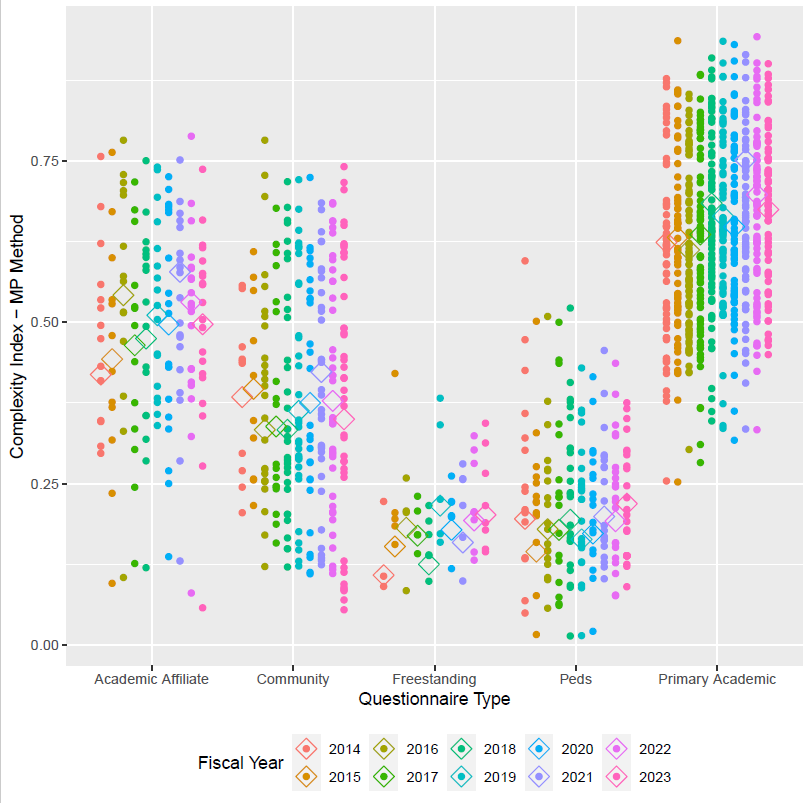 Complexity Index − MP Method
0.75
0.50
0.25
0.00
Academic Affiliate Community Freestanding Peds Primary Academic
Questionnaire Type
Fiscal Year 2014 2016 2018 2020 2022
2015 2017 2019 2021 2023